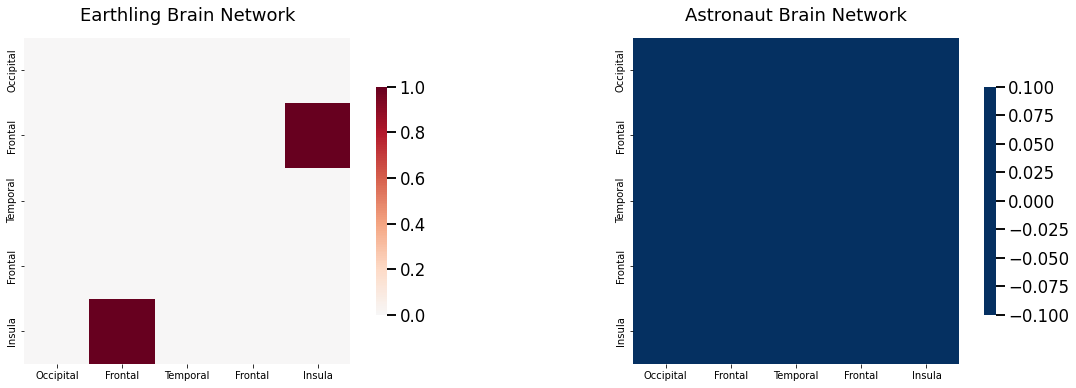 Earthling Brain Network
Astronaut Brain Network
Occipital
Frontal
Temporal
Frontal
Insula
Occipital Frontal Temporal Frontal Insula
1.0
0.8
0.6
0.4
0.2
0.0
Occipital
Frontal
Temporal
Frontal
Insula
Occipital Frontal Temporal Frontal Insula
0.100
0.075
0.050
0.025
0.000
−0.025
−0.050
−0.075
−0.100